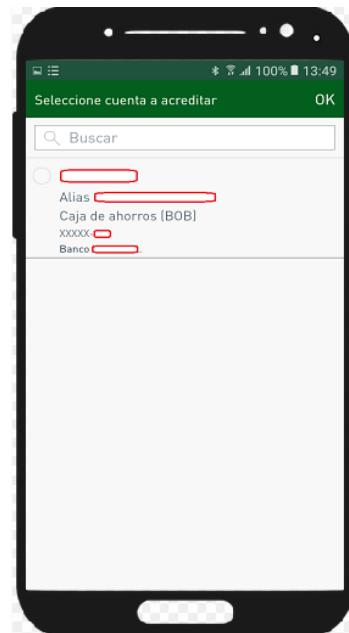 100% 13:49
Seleccione cuenta a acreditar OK
Buscar
Alias
Caja de ahorros (BOB)
XXXXX-
Banco